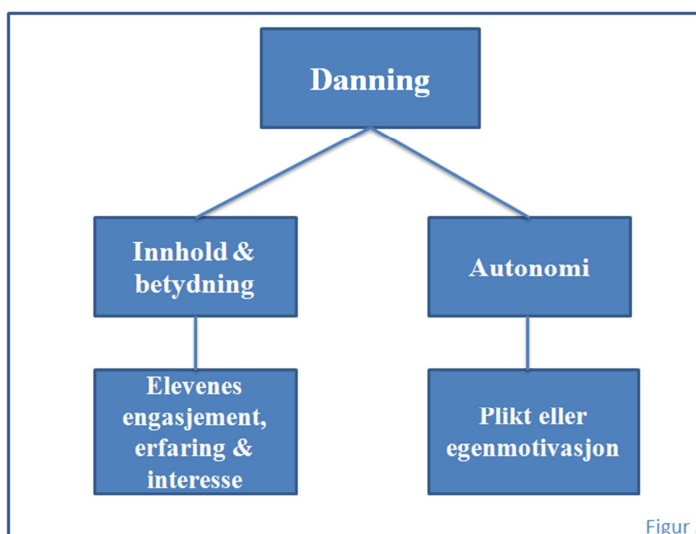 Danning
Innhold &
betydning
Autonomi
Elevenes
engasjement,
erfaring &
interesse
Plikt eller
egenmotivasjon
Figur